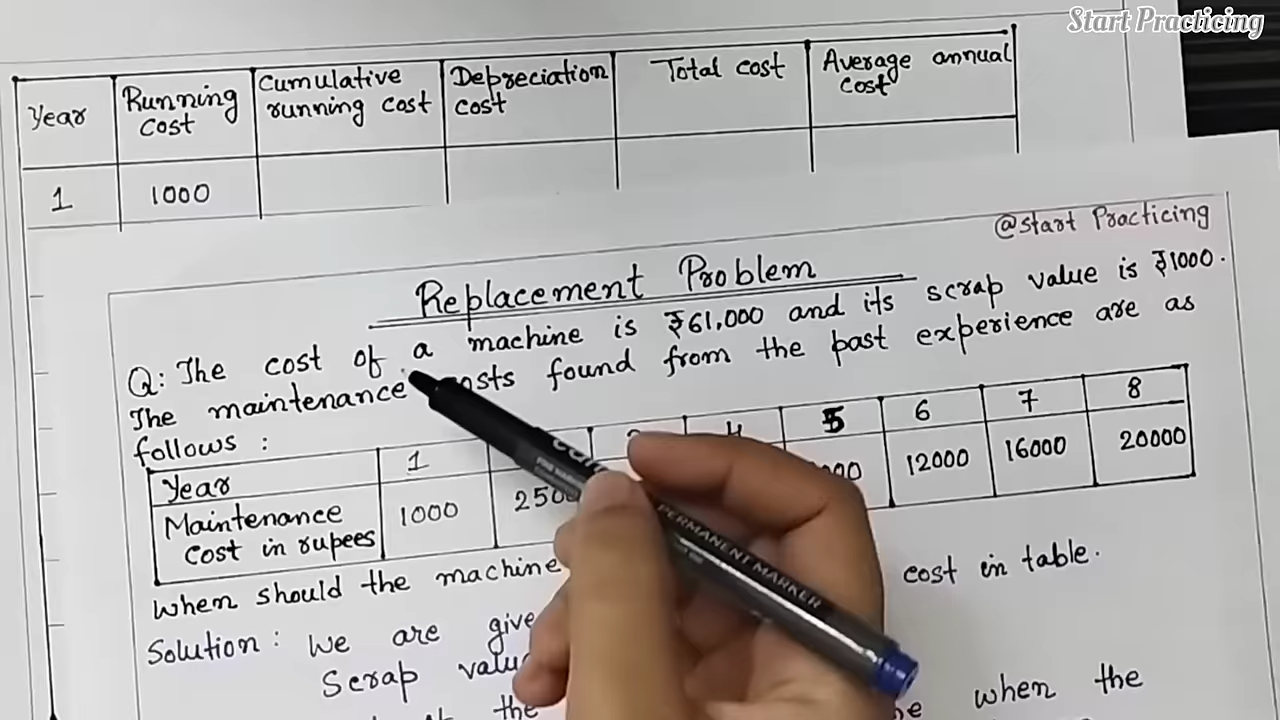 Start Practicing
Year Running cost Cumulative running cost Depreciation cost Total cost Average annual cost
1 1000
@Start Practicing
Replacement Problem
Q: The cost of a machine is ₹61,000 and its scrap value is ₹1000.
The maintenance costs found from the past experience are as
follows :
Year 1 5 6 7 8
Maintenance cost in rupees 1000 12000 16000 20000
When should the machine cost in table.
Solution: We are
Scrap
the when the